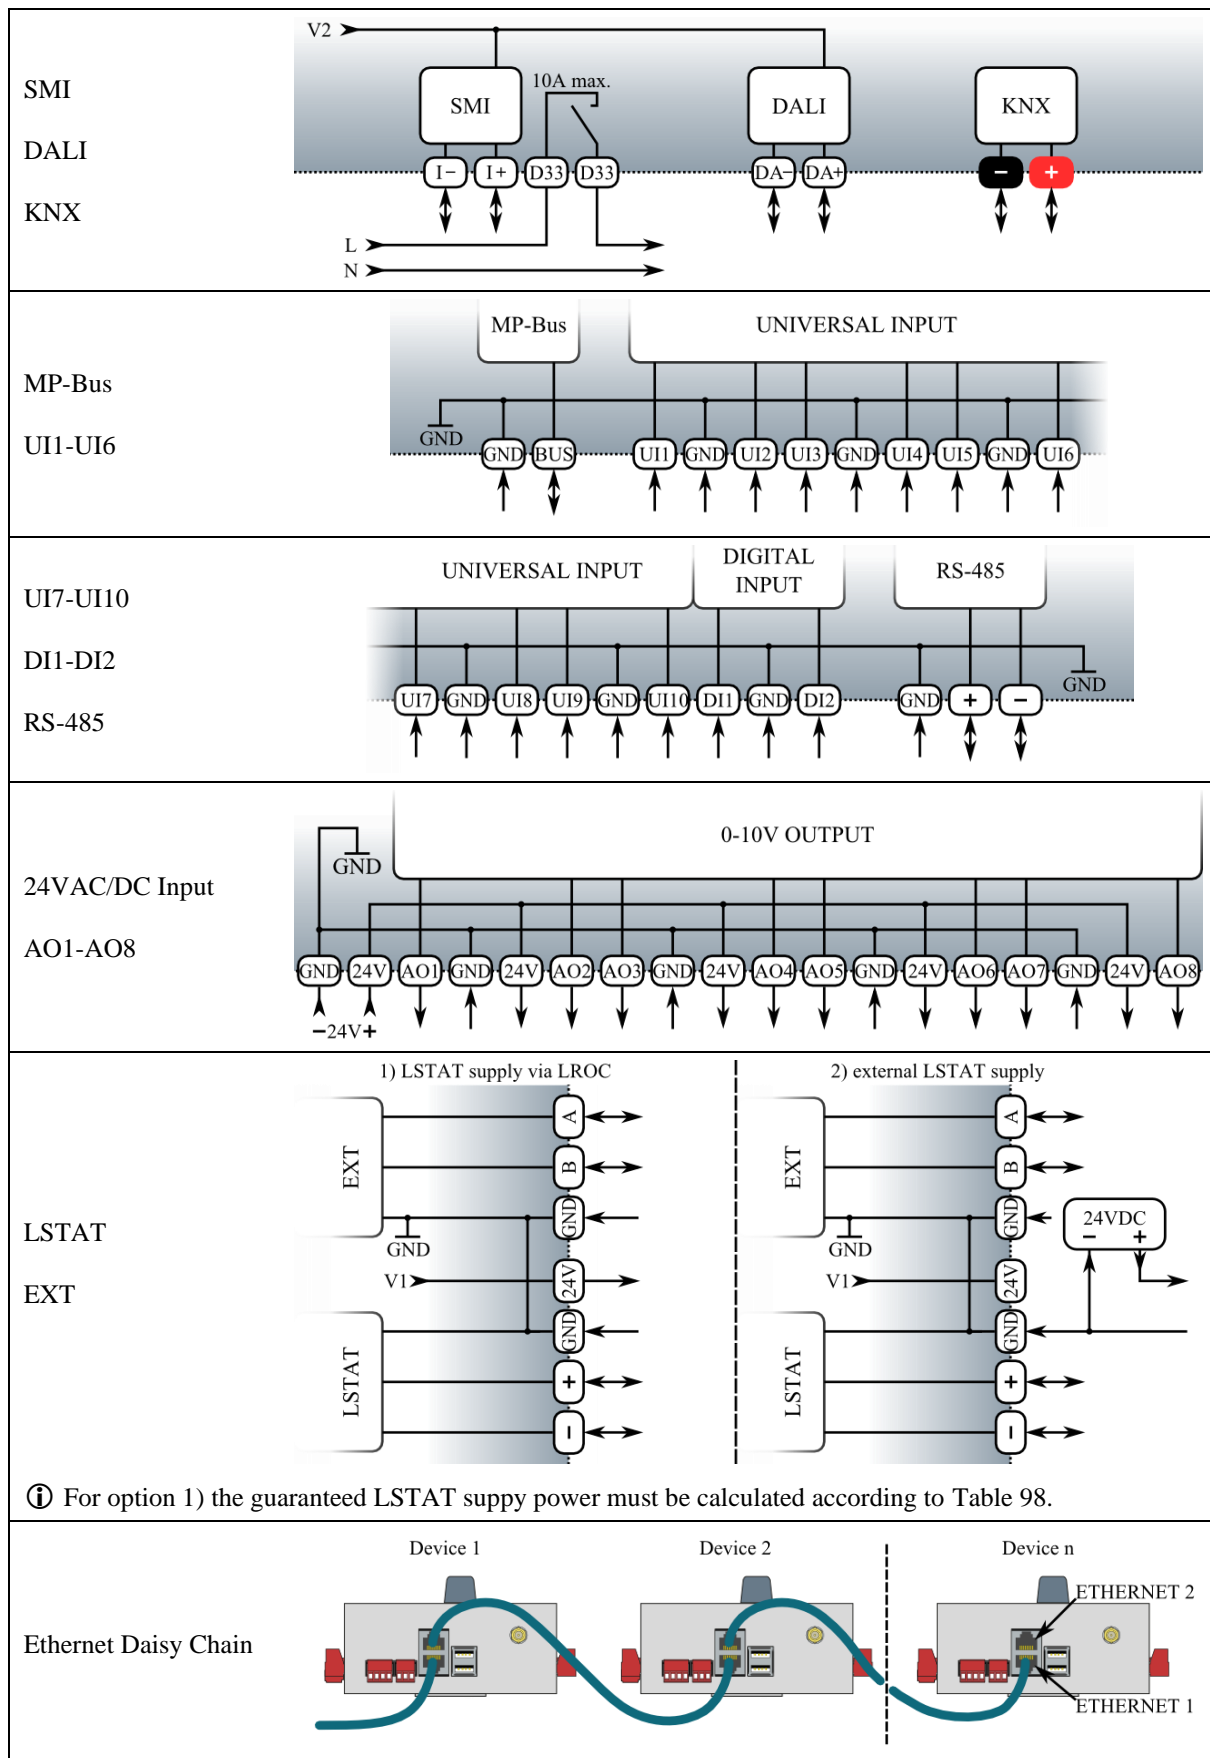 SMI
DALI
KNX
V2
10A max.
SMI
DALI
KNX
I− I+ D33 D33 DA− DA+ − +
L
N
MP-Bus
UI1-UI6
MP-Bus UNIVERSAL INPUT
GND
GND BUS UI1 GND UI2 UI3 GND UI4 UI5 GND UI6
UI7-UI10
DI1-DI2
RS-485
UNIVERSAL INPUT
DIGITAL
INPUT
RS-485
GND
UI7 GND UI8 UI9 GND UI10 DI1 GND DI2 GND + −
24VAC/DC Input
AO1-AO8
0-10V OUTPUT
GND
GND 24V AO1 GND 24V AO2 AO3 GND 24V AO4 AO5 GND 24V AO6 AO7 GND 24V AO8
−24V+
LSTAT
EXT
1) LSTAT supply via LROC
EXT
A
B
GND
GND
V1
24V
GND
LSTAT
+
−
2) external LSTAT supply
EXT
A
B
GND
GND
24VDC
− +
V1
24V
GND
LSTAT
+
−
🛈 For option 1) the guaranteed LSTAT suppy power must be calculated according to Table 98.
Ethernet Daisy Chain
Device 1 Device 2 Device n
ETHERNET 2
ETHERNET 1